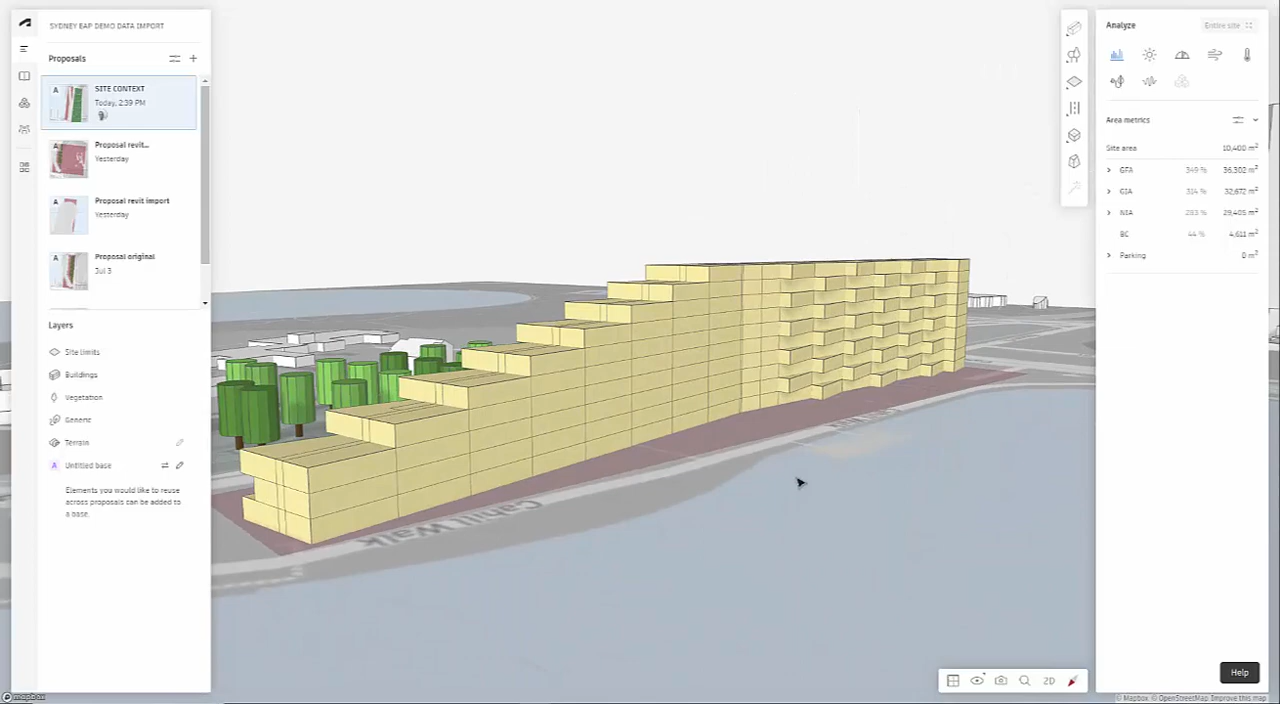 SYDNEY EAP DEMO DATA IMPORT
Proposals
A
SITE CONTEXT
Today, 2:39 PM
A
Proposal revit...
Yesterday
A
Proposal revit import
Yesterday
A
Proposal original
Jul 3
Layers
Site limits
Buildings
Vegetation
Generic
Terrain
A Untitled base
Elements you would like to reuse
across proposals can be added to
a base.
mapbox
Cahill Walk
2D
Analyze
Entire site
Area metrics
Site area 10,400 m²
GFA 349 % 36,302 m²
GIA 314 % 32,672 m²
NIA 283 % 29,405 m²
BC 44 % 4,611 m²
Parking 0 m²
Help
© Mapbox © OpenStreetMap Improve this map